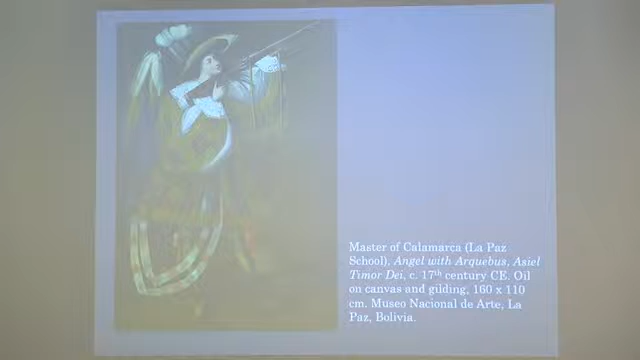 Master of Calamarca (La Paz
School), Angel with Arquebus, Asiel
Timor Dei, c. 17th century CE. Oil
on canvas and gilding, 160 x 110
cm. Museo Nacional de Arte, La
Paz, Bolivia.